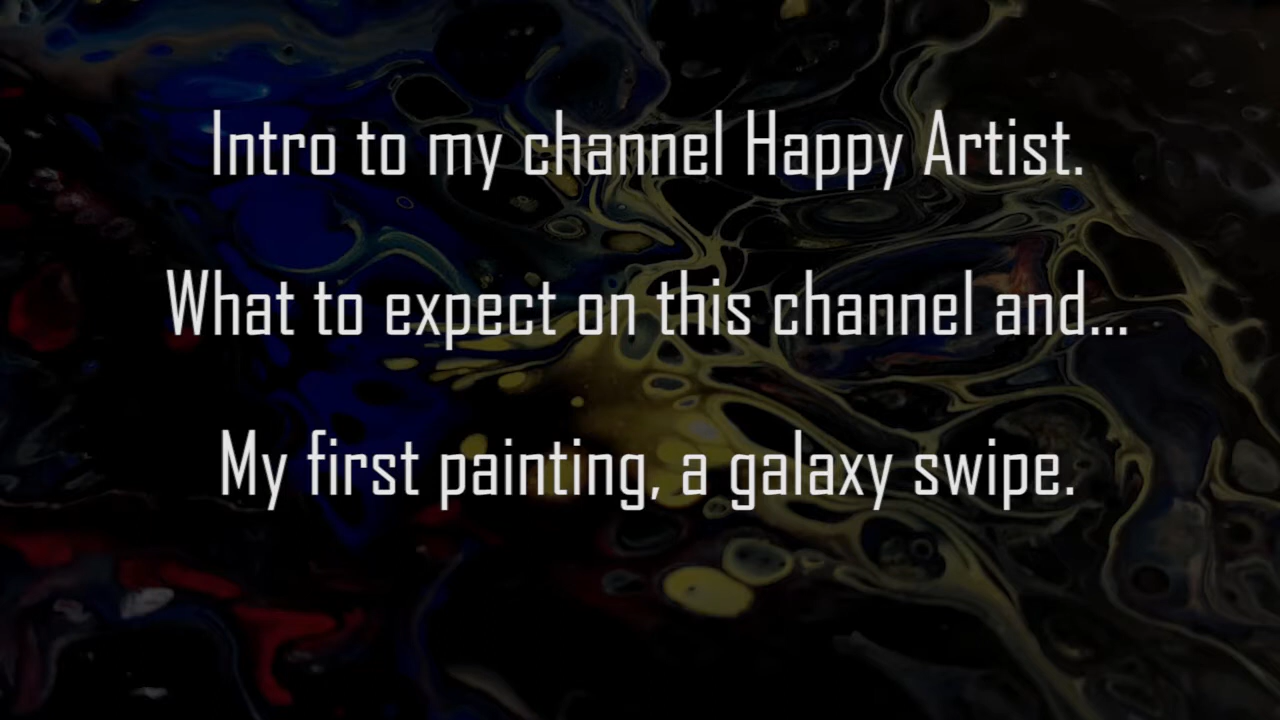 Intro to my channel Happy Artist.
What to expect on this channel and...
My first painting, a galaxy swipe.